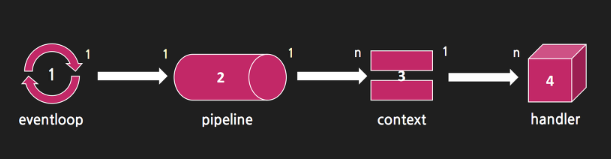 1 1 1 1 n 1 n
2 3 4
eventloop pipeline context handler